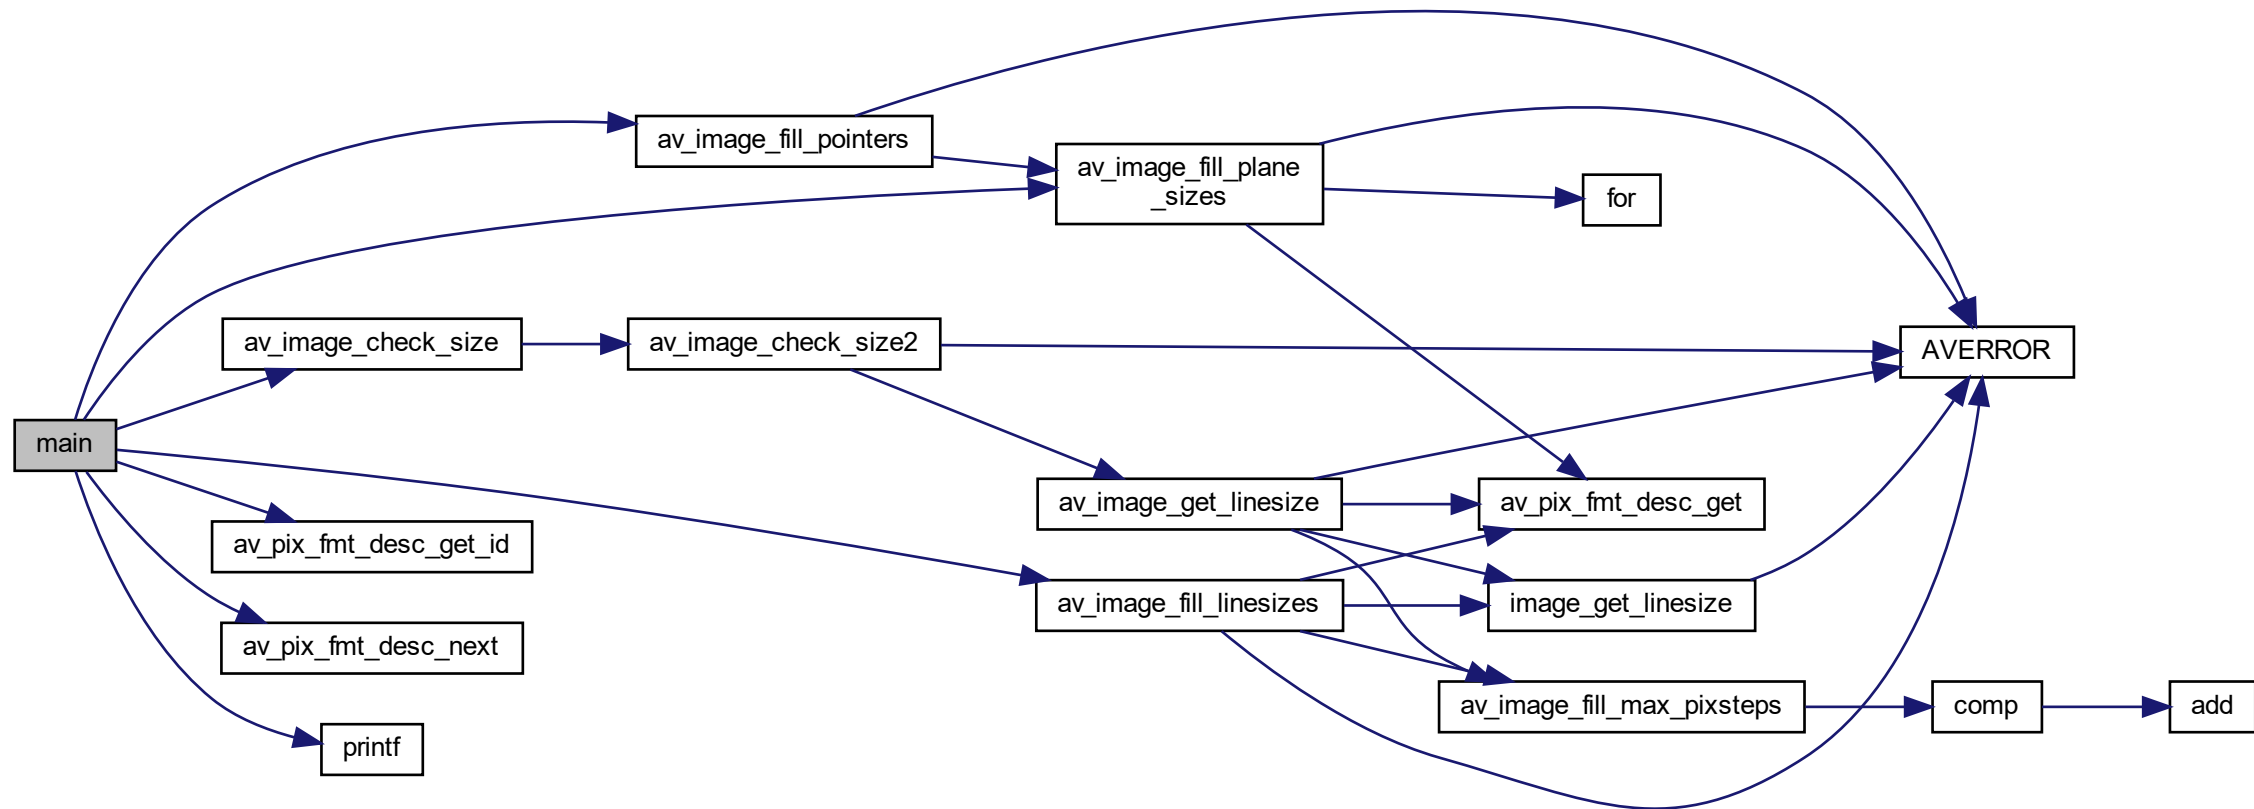 av_image_fill_pointers
av_image_fill_plane
_sizes
for
av_image_check_size
av_image_check_size2
AVERROR
main
av_image_get_linesize
av_pix_fmt_desc_get
av_pix_fmt_desc_get_id
av_image_fill_linesizes
image_get_linesize
av_pix_fmt_desc_next
av_image_fill_max_pixsteps
comp
add
printf